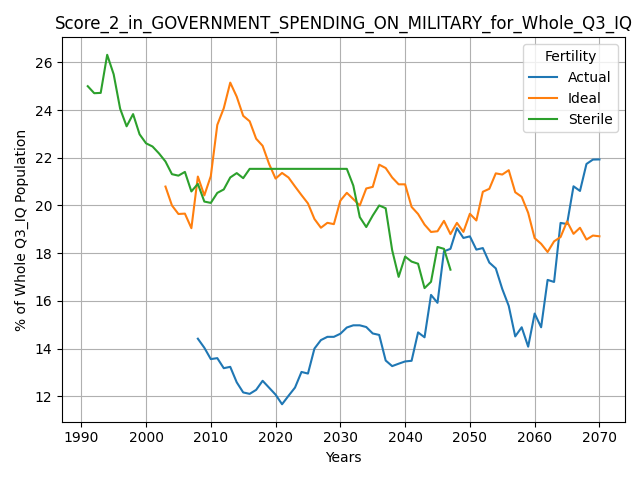 Score_2_in_GOVERNMENT_SPENDING_ON_MILITARY_for_Whole_Q3_IQ
Fertility
Actual
Ideal
Sterile
% of Whole Q3_IQ Population
26
24
22
20
18
16
14
12
1990 2000 2010 2020 2030 2040 2050 2060 2070
Years